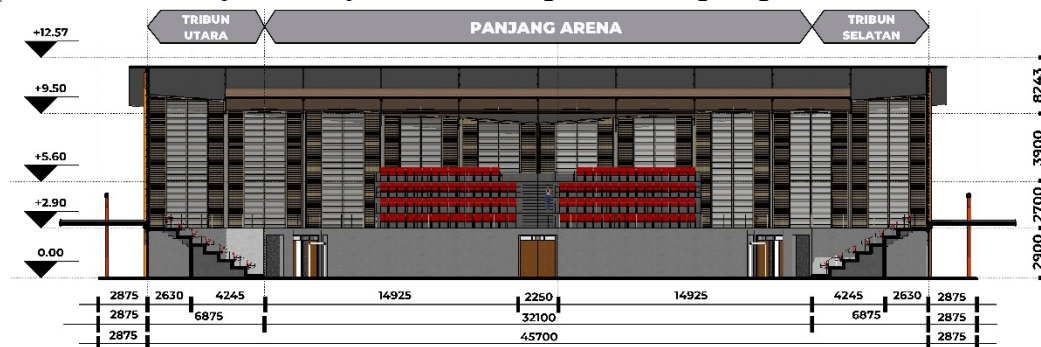 TRIBUN
UTARA
PANJANG ARENA
TRIBUN
SELATAN
+12.57
+9.50
+5.60
+2.90
0.00
8243
3900
2700
2900
2875 2630 4245 14925 2250 14925 4245 2630 2875
2875 6875 32100 6875 2875
2875 45700 2875